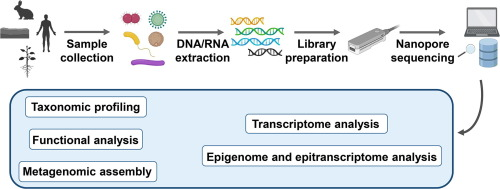 Sample
collection
DNA/RNA
extraction
Library
preparation
Nanopore
sequencing
Taxonomic profiling
Functional analysis
Metagenomic assembly
Transcriptome analysis
Epigenome and epitranscriptome analysis